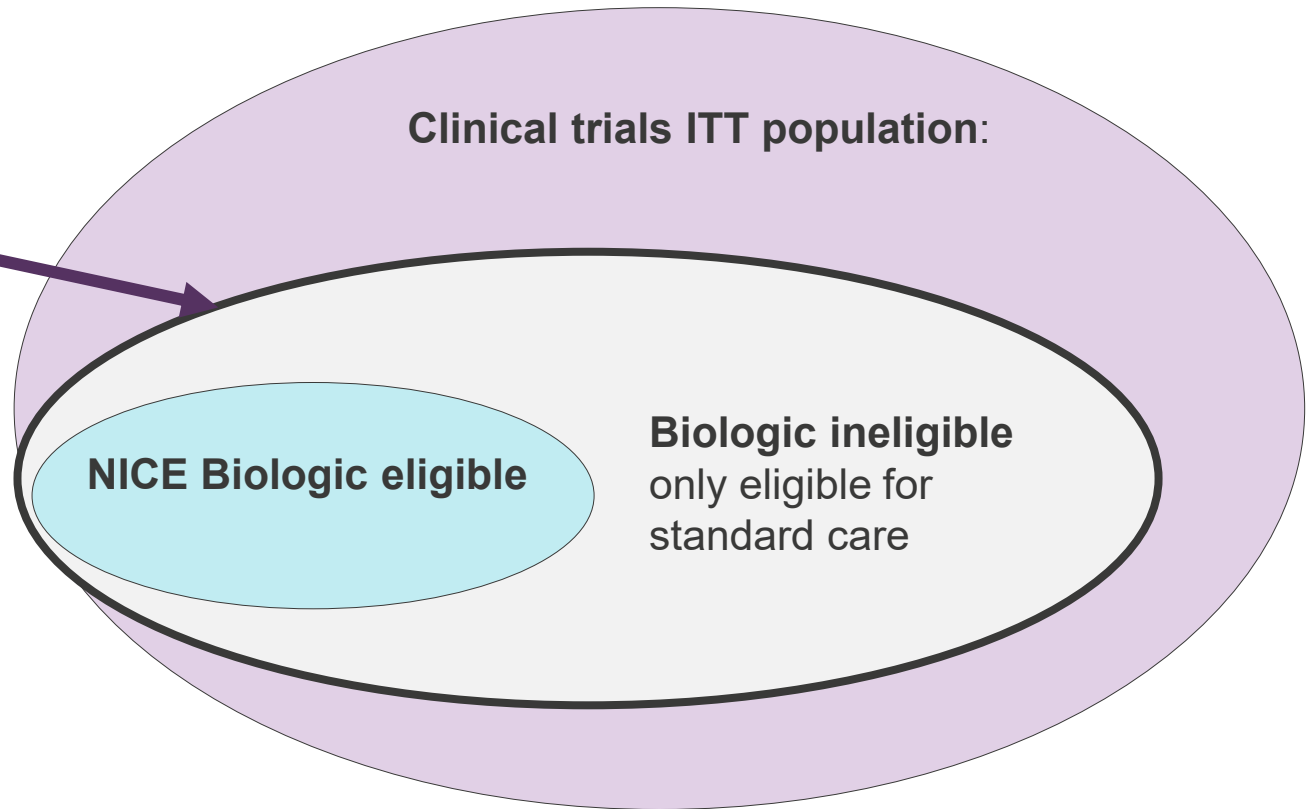 Clinical trials ITT population:
NICE Biologic eligible
Biologic ineligible
only eligible for
standard care